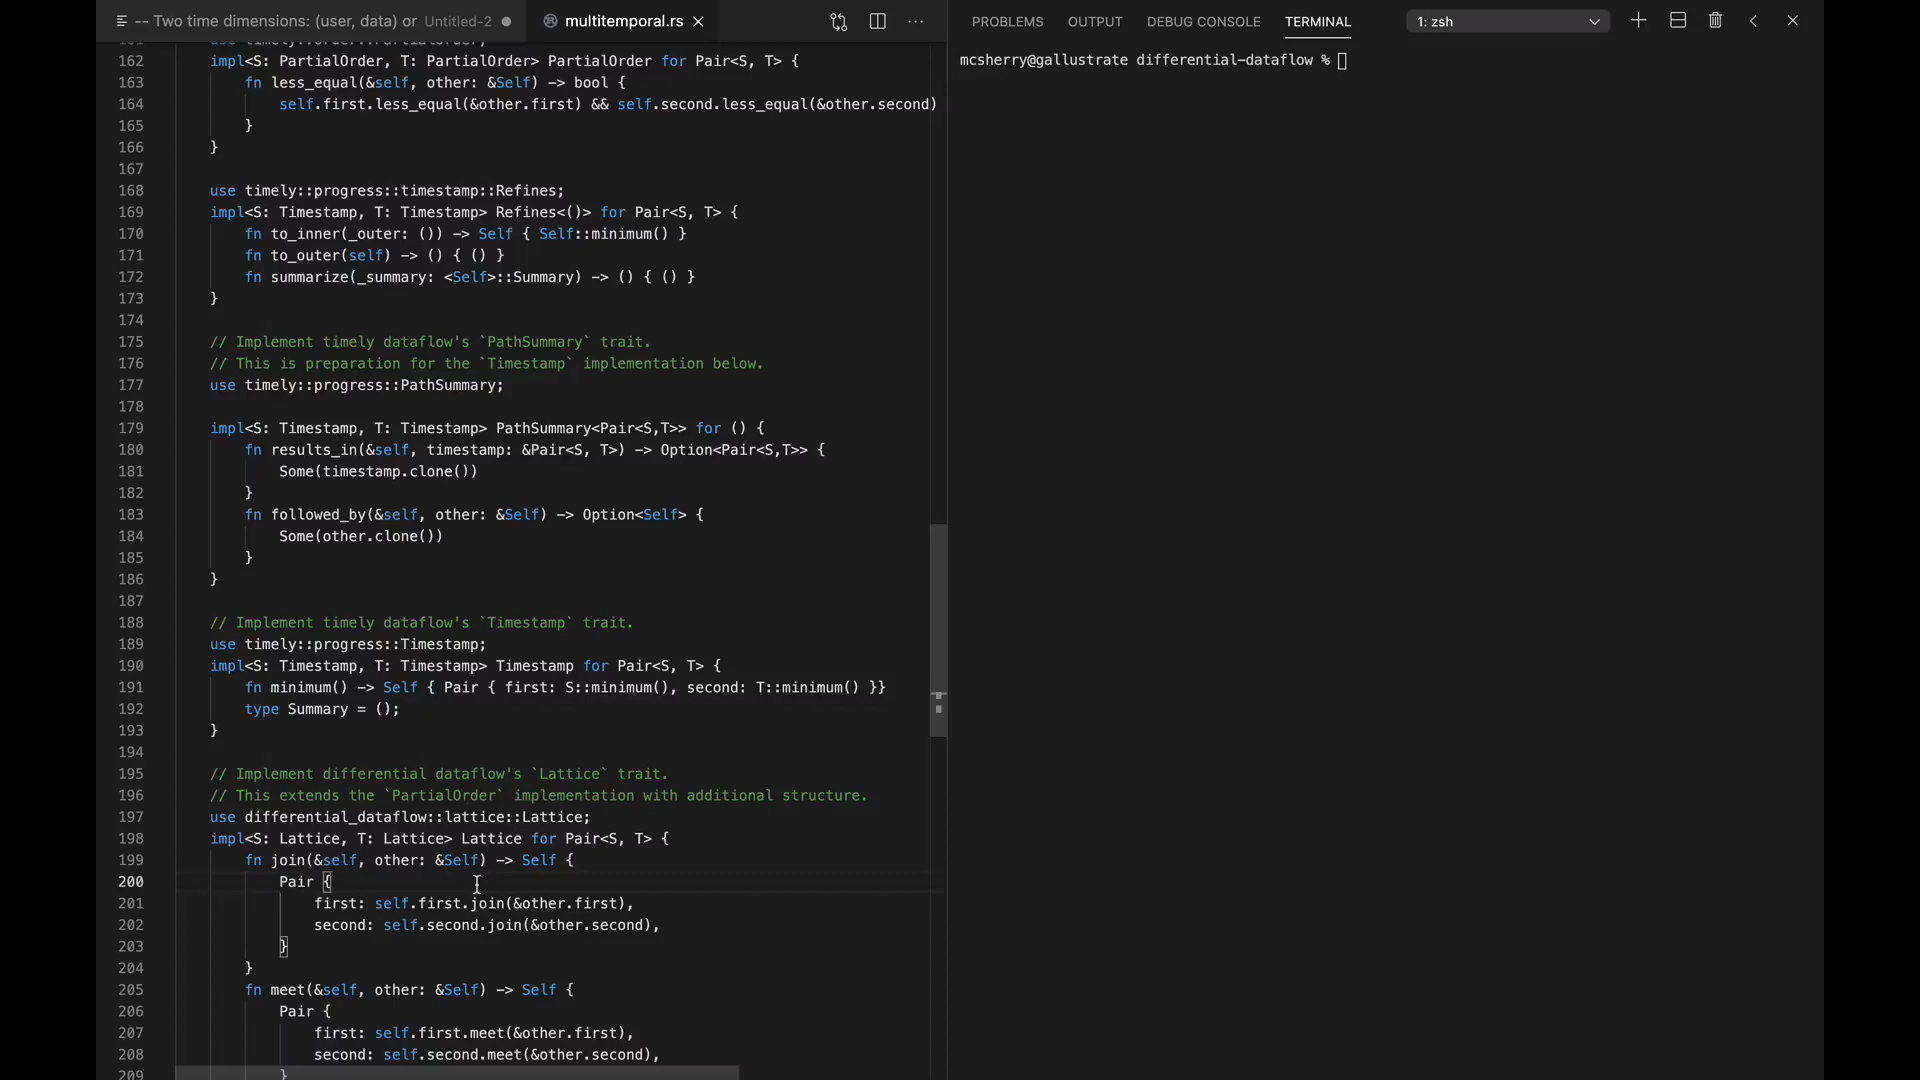 -- Two time dimensions: (user, data) or Untitled-2
multitemporal.rs
PROBLEMS OUTPUT DEBUG CONSOLE TERMINAL
1: zsh
mcsherry@gallustrate differential-dataflow %
161 use timely::order::PartialOrder;
162 impl<S: PartialOrder, T: PartialOrder> PartialOrder for Pair<S, T> {
163 fn less_equal(&self, other: &Self) -> bool {
164 self.first.less_equal(&other.first) && self.second.less_equal(&other.second)
165 }
166 }
167
168 use timely::progress::timestamp::Refines;
169 impl<S: Timestamp, T: Timestamp> Refines<()> for Pair<S, T> {
170 fn to_inner(_outer: ()) -> Self { Self::minimum() }
171 fn to_outer(self) -> () { () }
172 fn summarize(_summary: <Self>::Summary) -> () { () }
173 }
174
175 // Implement timely dataflow's `PathSummary` trait.
176 // This is preparation for the `Timestamp` implementation below.
177 use timely::progress::PathSummary;
178
179 impl<S: Timestamp, T: Timestamp> PathSummary<Pair<S,T>> for () {
180 fn results_in(&self, timestamp: &Pair<S, T>) -> Option<Pair<S,T>> {
181 Some(timestamp.clone())
182 }
183 fn followed_by(&self, other: &Self) -> Option<Self> {
184 Some(other.clone())
185 }
186 }
187
188 // Implement timely dataflow's `Timestamp` trait.
189 use timely::progress::Timestamp;
190 impl<S: Timestamp, T: Timestamp> Timestamp for Pair<S, T> {
191 fn minimum() -> Self { Pair { first: S::minimum(), second: T::minimum() }}
192 type Summary = ();
193 }
194
195 // Implement differential dataflow's `Lattice` trait.
196 // This extends the `PartialOrder` implementation with additional structure.
197 use differential_dataflow::lattice::Lattice;
198 impl<S: Lattice, T: Lattice> Lattice for Pair<S, T> {
199 fn join(&self, other: &Self) -> Self {
200 Pair {
201 first: self.first.join(&other.first),
202 second: self.second.join(&other.second),
203 }
204 }
205 fn meet(&self, other: &Self) -> Self {
206 Pair {
207 first: self.first.meet(&other.first),
208 second: self.second.meet(&other.second),
209 }